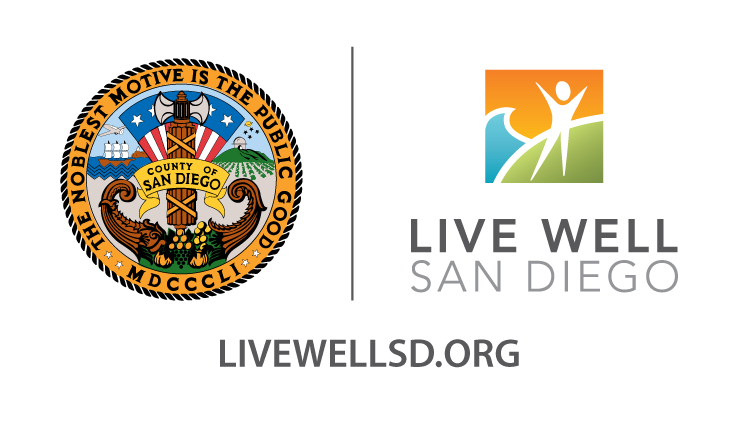 THE NOBLEST MOTIVE IS THE PUBLIC GOOD
COUNTY OF
SAN DIEGO
MDCCCLI
LIVE WELL
SAN DIEGO
LIVEWELLSD.ORG